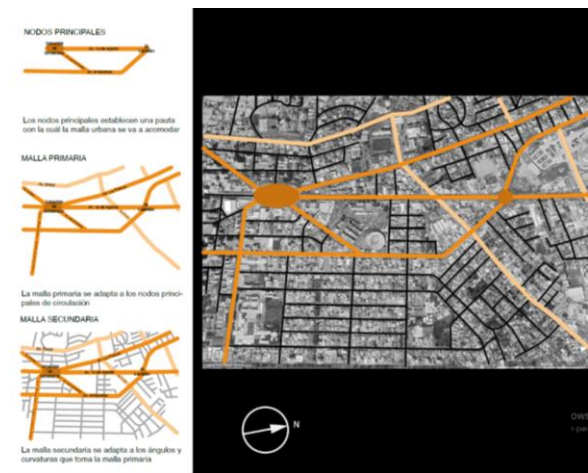 NODOS PRINCIPALES
Los nodos principales establecen una pauta
con la cuál la malla urbana se va a acomodar
MALLA PRIMARIA
La malla primaria se adapta a los nodos princi-
pales de circulación
MALLA SECUNDARIA
La malla secundaria se adapta a los ángulos y
curvaturas que toma la malla primaria
N
OWS